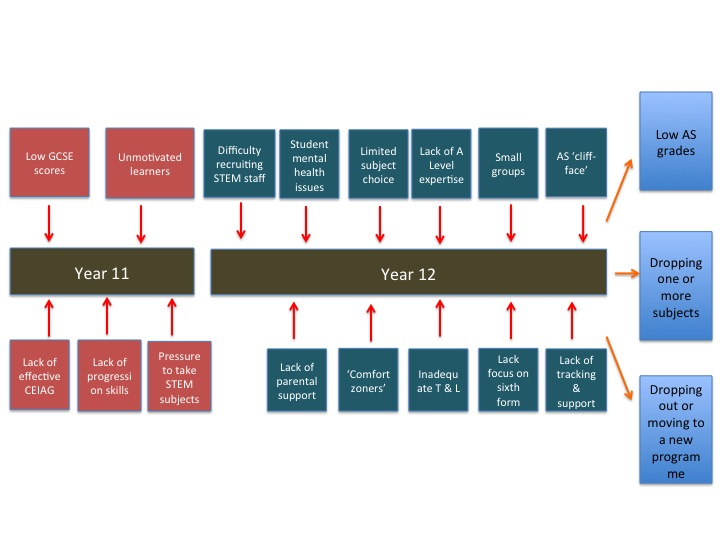 Low GCSE
scores
Unmotivated
learners
Difficulty
recruiting
STEM staff
Student
mental
health
issues
Limited
subject
choice
Lack of A
Level
expertise
Small
groups
AS ‘cliff-
face’
Low AS
grades
Year 11
Year 12
Dropping
one or
more
subjects
Lack of
effective
CEIAG
Lack of
progressi
on skills
Pressure
to take
STEM
subjects
Lack of
parental
support
‘Comfort
zoners’
Inadequ
ate T & L
Lack
focus on
sixth
form
Lack of
tracking
&
support
Dropping
out or
moving to
a new
program
me